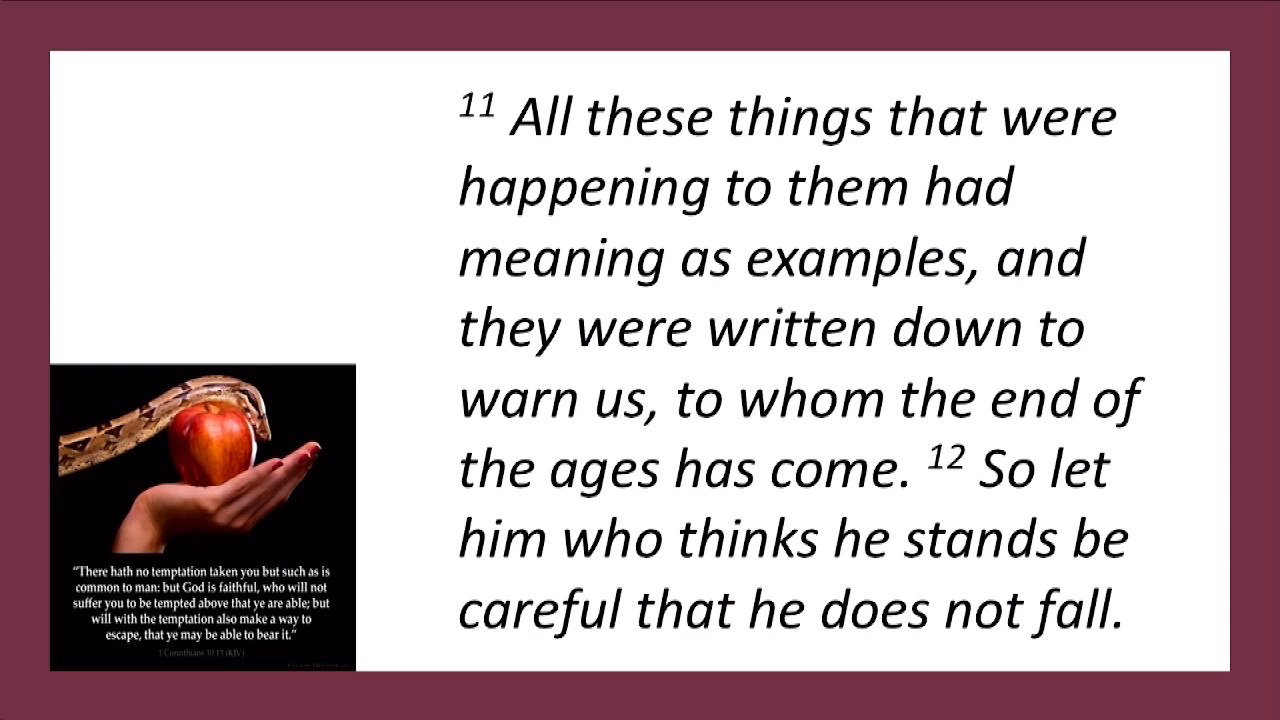 11 All these things that were
happening to them had
meaning as examples, and
they were written down to
warn us, to whom the end of
the ages has come. 12 So let
him who thinks he stands be
careful that he does not fall.
“There hath no temptation taken you but such as is
common to man: but God is faithful, who will not
suffer you to be tempted above that ye are able; but
will with the temptation also make a way to
escape, that ye may be able to bear it.”
1 Corinthians 10:13 (KJV)